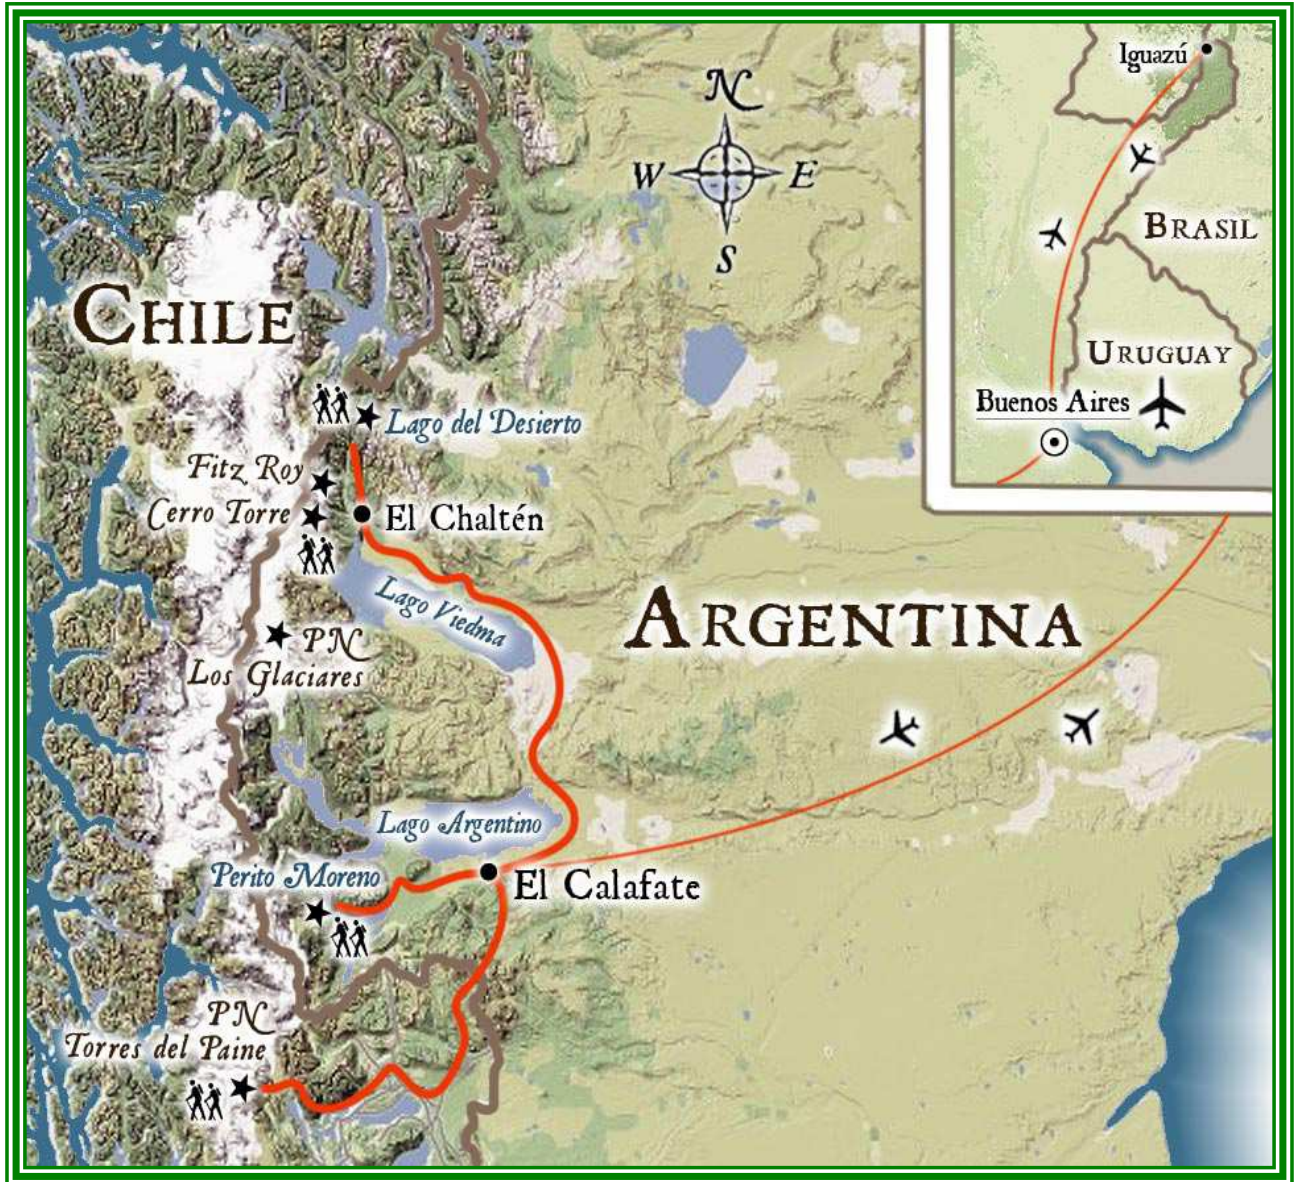 Iguazú
N
W
E
S
BRASIL
CHILE
URUGUAY
Buenos Aires
Lago del Desierto
Fitz Roy
Cerro Torre
El Chaltén
Lago Viedma
ARGENTINA
PN
Los Glaciares
Lago Argentino
Perito Moreno
El Calafate
PN
Torres del Paine